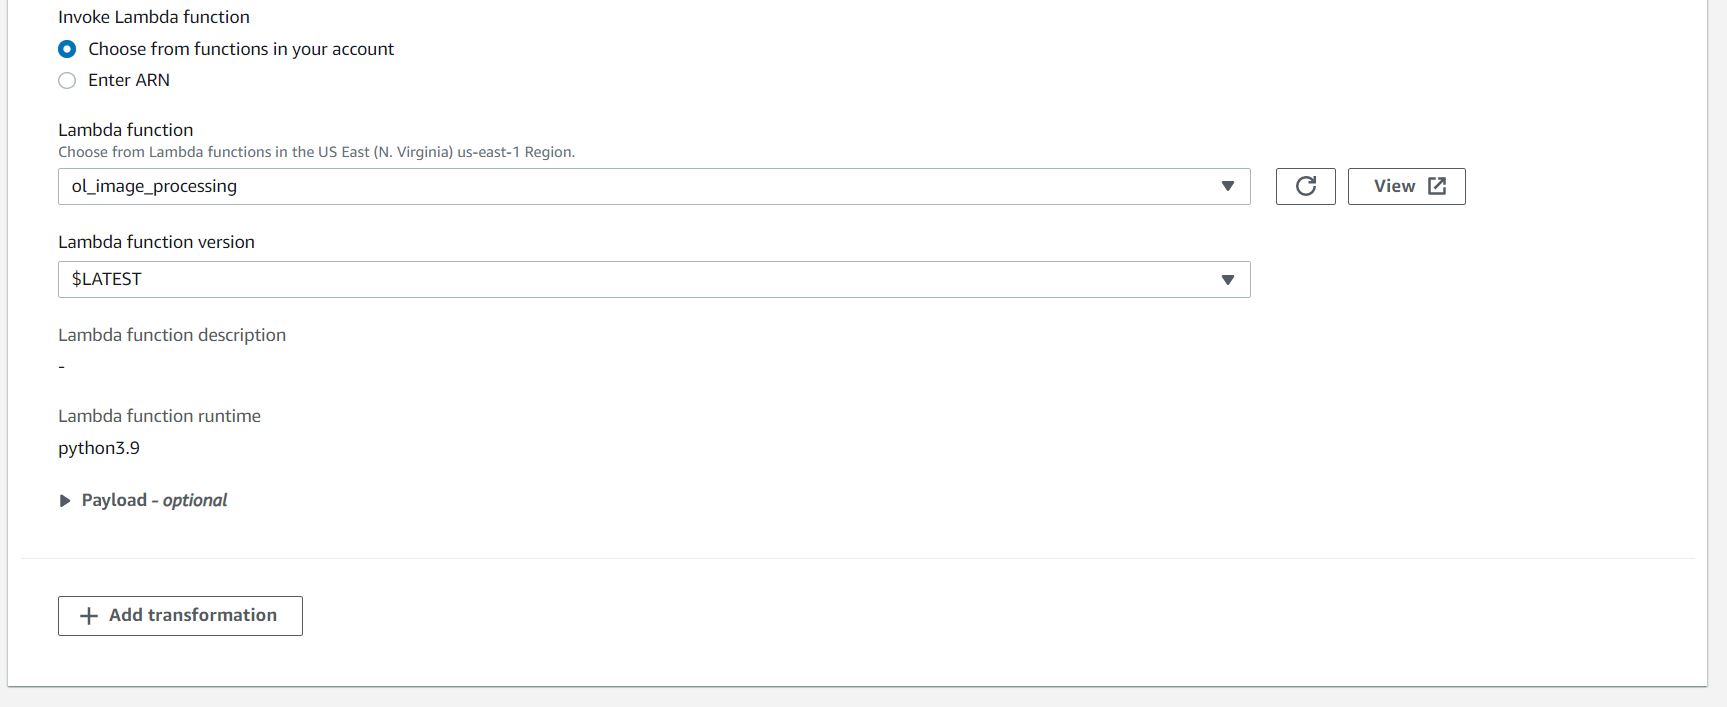 Invoke Lambda function
Choose from functions in your account
Enter ARN
Lambda function
Choose from Lambda functions in the US East (N. Virginia) us-east-1 Region.
ol_image_processing
View
Lambda function version
$LATEST
Lambda function description
-
Lambda function runtime
python3.9
Payload - optional
Add transformation